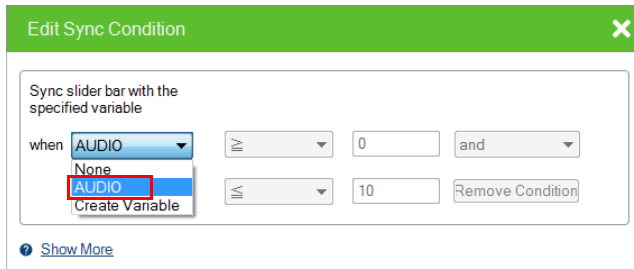 Edit Sync Condition
Sync slider bar with the
specified variable
when AUDIO ≧ 0 and
None
AUDIO ≦ 10 Remove Condition
Create Variable
Show More